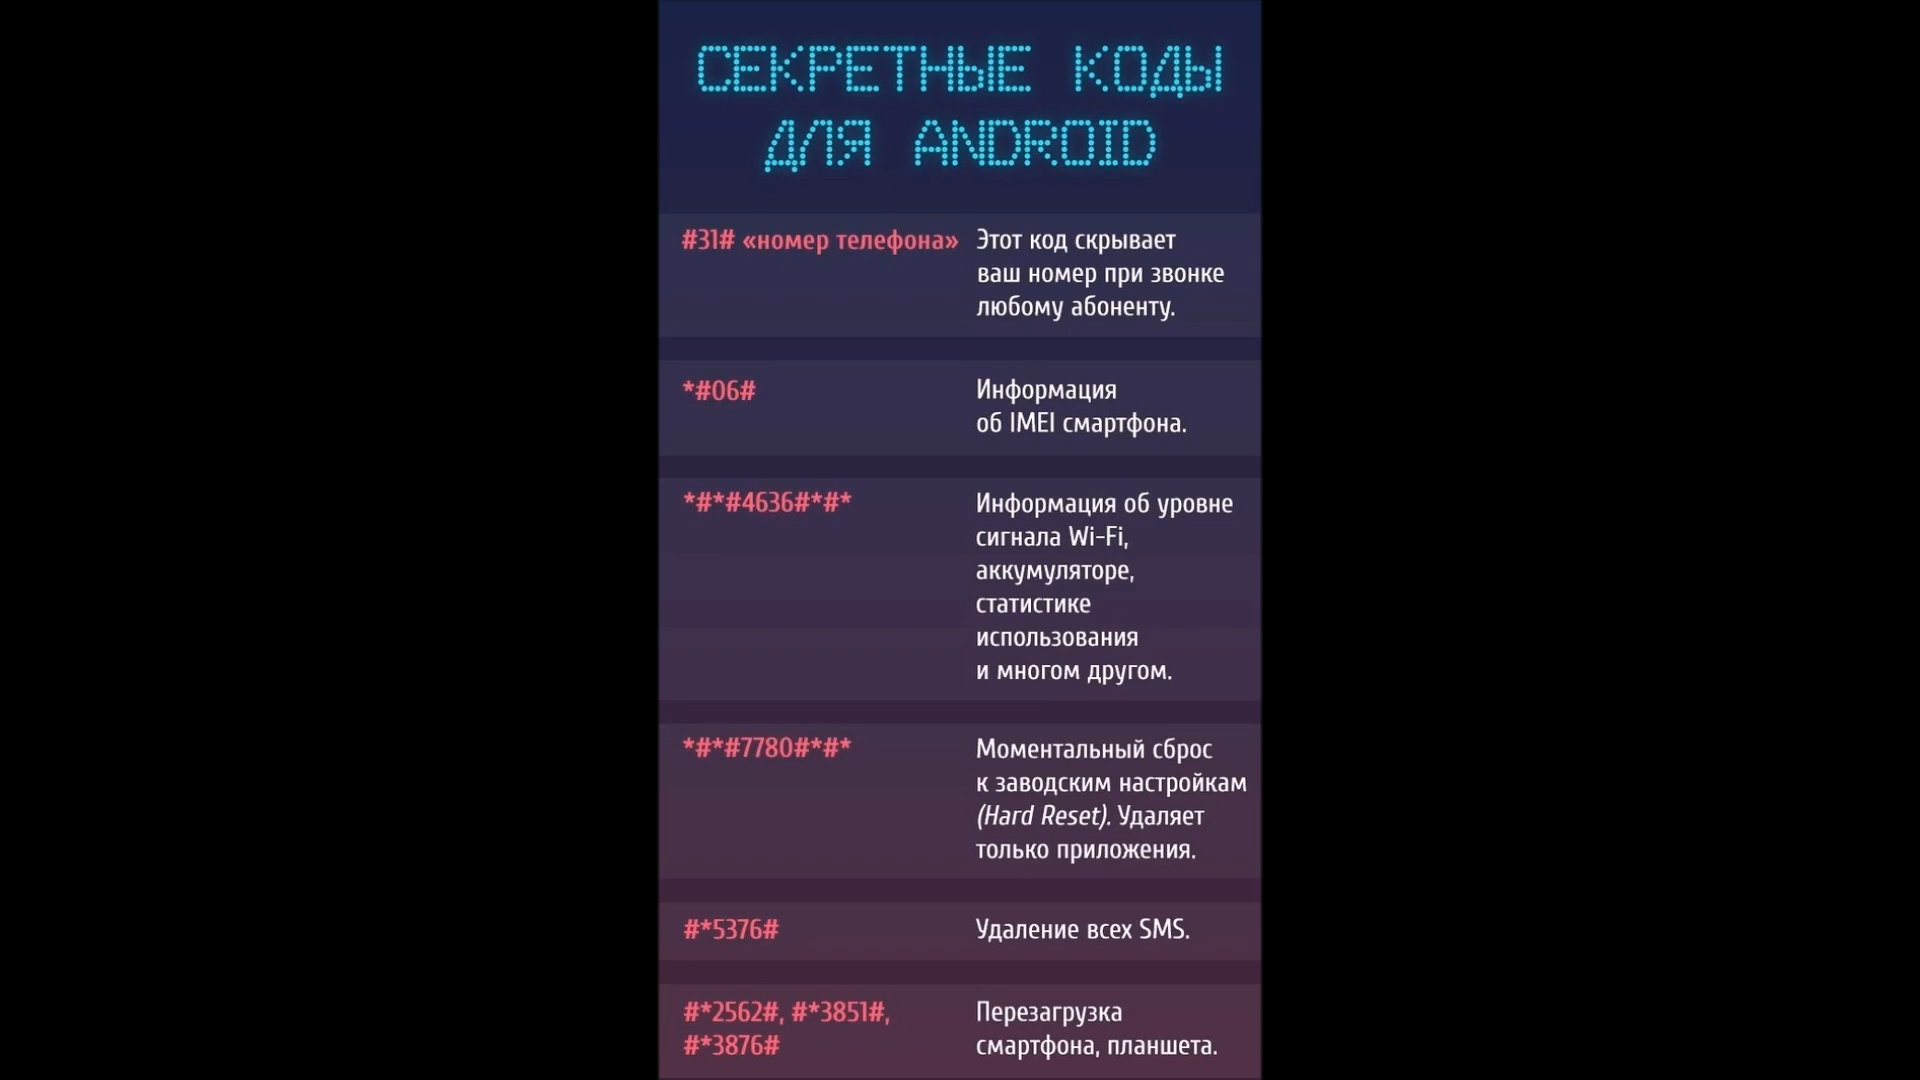 СЕКРЕТНЫЕ КОДЫ
ДЛЯ ANDROID
#31# «номер телефона» Этот код скрывает
ваш номер при звонке
любому абоненту.
*#06# Информация
об IMEI смартфона.
*#*#4636#*#* Информация об уровне
сигнала Wi-Fi,
аккумуляторе,
статистике
использования
и многом другом.
*#*#7780#*#* Моментальный сброс
к заводским настройкам
(Hard Reset). Удаляет
только приложения.
#*5376# Удаление всех SMS.
#*2562#, #*3851#, Перезагрузка
#*3876# смартфона, планшета.